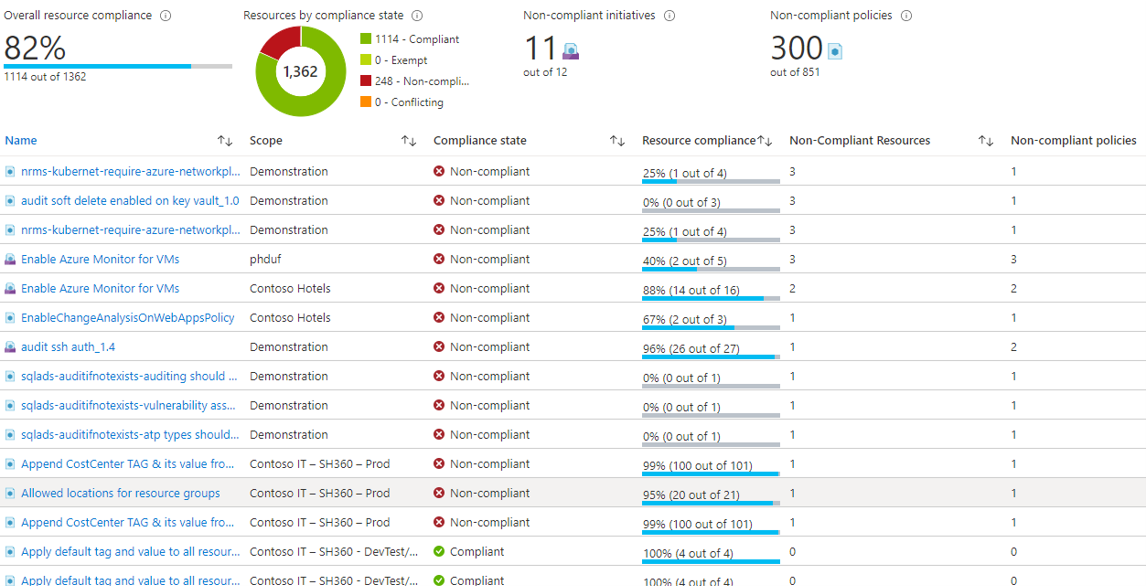 Overall resource compliance
82%
1114 out of 1362
Resources by compliance state
1,362
1114 - Compliant
0 - Exempt
248 - Non-compli...
0 - Conflicting
Non-compliant initiatives
11
out of 12
Non-compliant policies
300
out of 851
Name Scope Compliance state Resource compliance Non-Compliant Resources Non-compliant policies
nrms-kubernet-require-azure-networkpl... Demonstration Non-compliant 25% (1 out of 4) 3 1
audit soft delete enabled on key vault_1.0 Demonstration Non-compliant 0% (0 out of 3) 3 1
nrms-kubernet-require-azure-networkpl... Demonstration Non-compliant 25% (1 out of 4) 3 1
Enable Azure Monitor for VMs phduf Non-compliant 40% (2 out of 5) 3 3
Enable Azure Monitor for VMs Contoso Hotels Non-compliant 88% (14 out of 16) 2 2
EnableChangeAnalysisOnWebAppsPolicy Contoso Hotels Non-compliant 67% (2 out of 3) 1 1
audit ssh auth_1.4 Demonstration Non-compliant 96% (26 out of 27) 1 2
sqlads-auditifnotexists-auditing should ... Demonstration Non-compliant 0% (0 out of 1) 1 1
sqlads-auditifnotexists-vulnerability ass... Demonstration Non-compliant 0% (0 out of 1) 1 1
sqlads-auditifnotexists-atp types should... Demonstration Non-compliant 0% (0 out of 1) 1 1
Append CostCenter TAG & its value fro... Contoso IT – SH360 – Prod Non-compliant 99% (100 out of 101) 1 1
Allowed locations for resource groups Contoso IT – SH360 – Prod Non-compliant 95% (20 out of 21) 1 1
Append CostCenter TAG & its value fro... Contoso IT – SH360 – Prod Non-compliant 99% (100 out of 101) 1 1
Apply default tag and value to all resour... Contoso IT – SH360 - DevTest/... Compliant 100% (4 out of 4) 0 0
Apply default tag and value to all resour... Contoso IT – SH360 - DevTest/... Compliant 100% (4 out of 4) 0 0